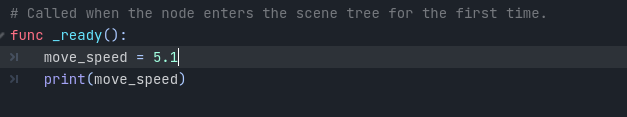 # Called when the node enters the scene tree for the first time.
func _ready():
move_speed = 5.1
print(move_speed)